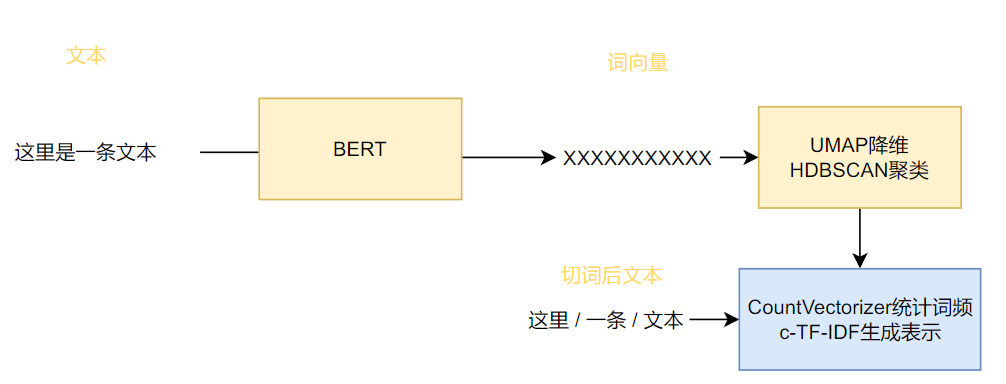 文本
词向量
这里是一条文本
BERT
XXXXXXXXXXX
UMAP降维
HDBSCAN聚类
切词后文本
这里 / 一条 / 文本
CountVectorizer统计词频
c-TF-IDF生成表示